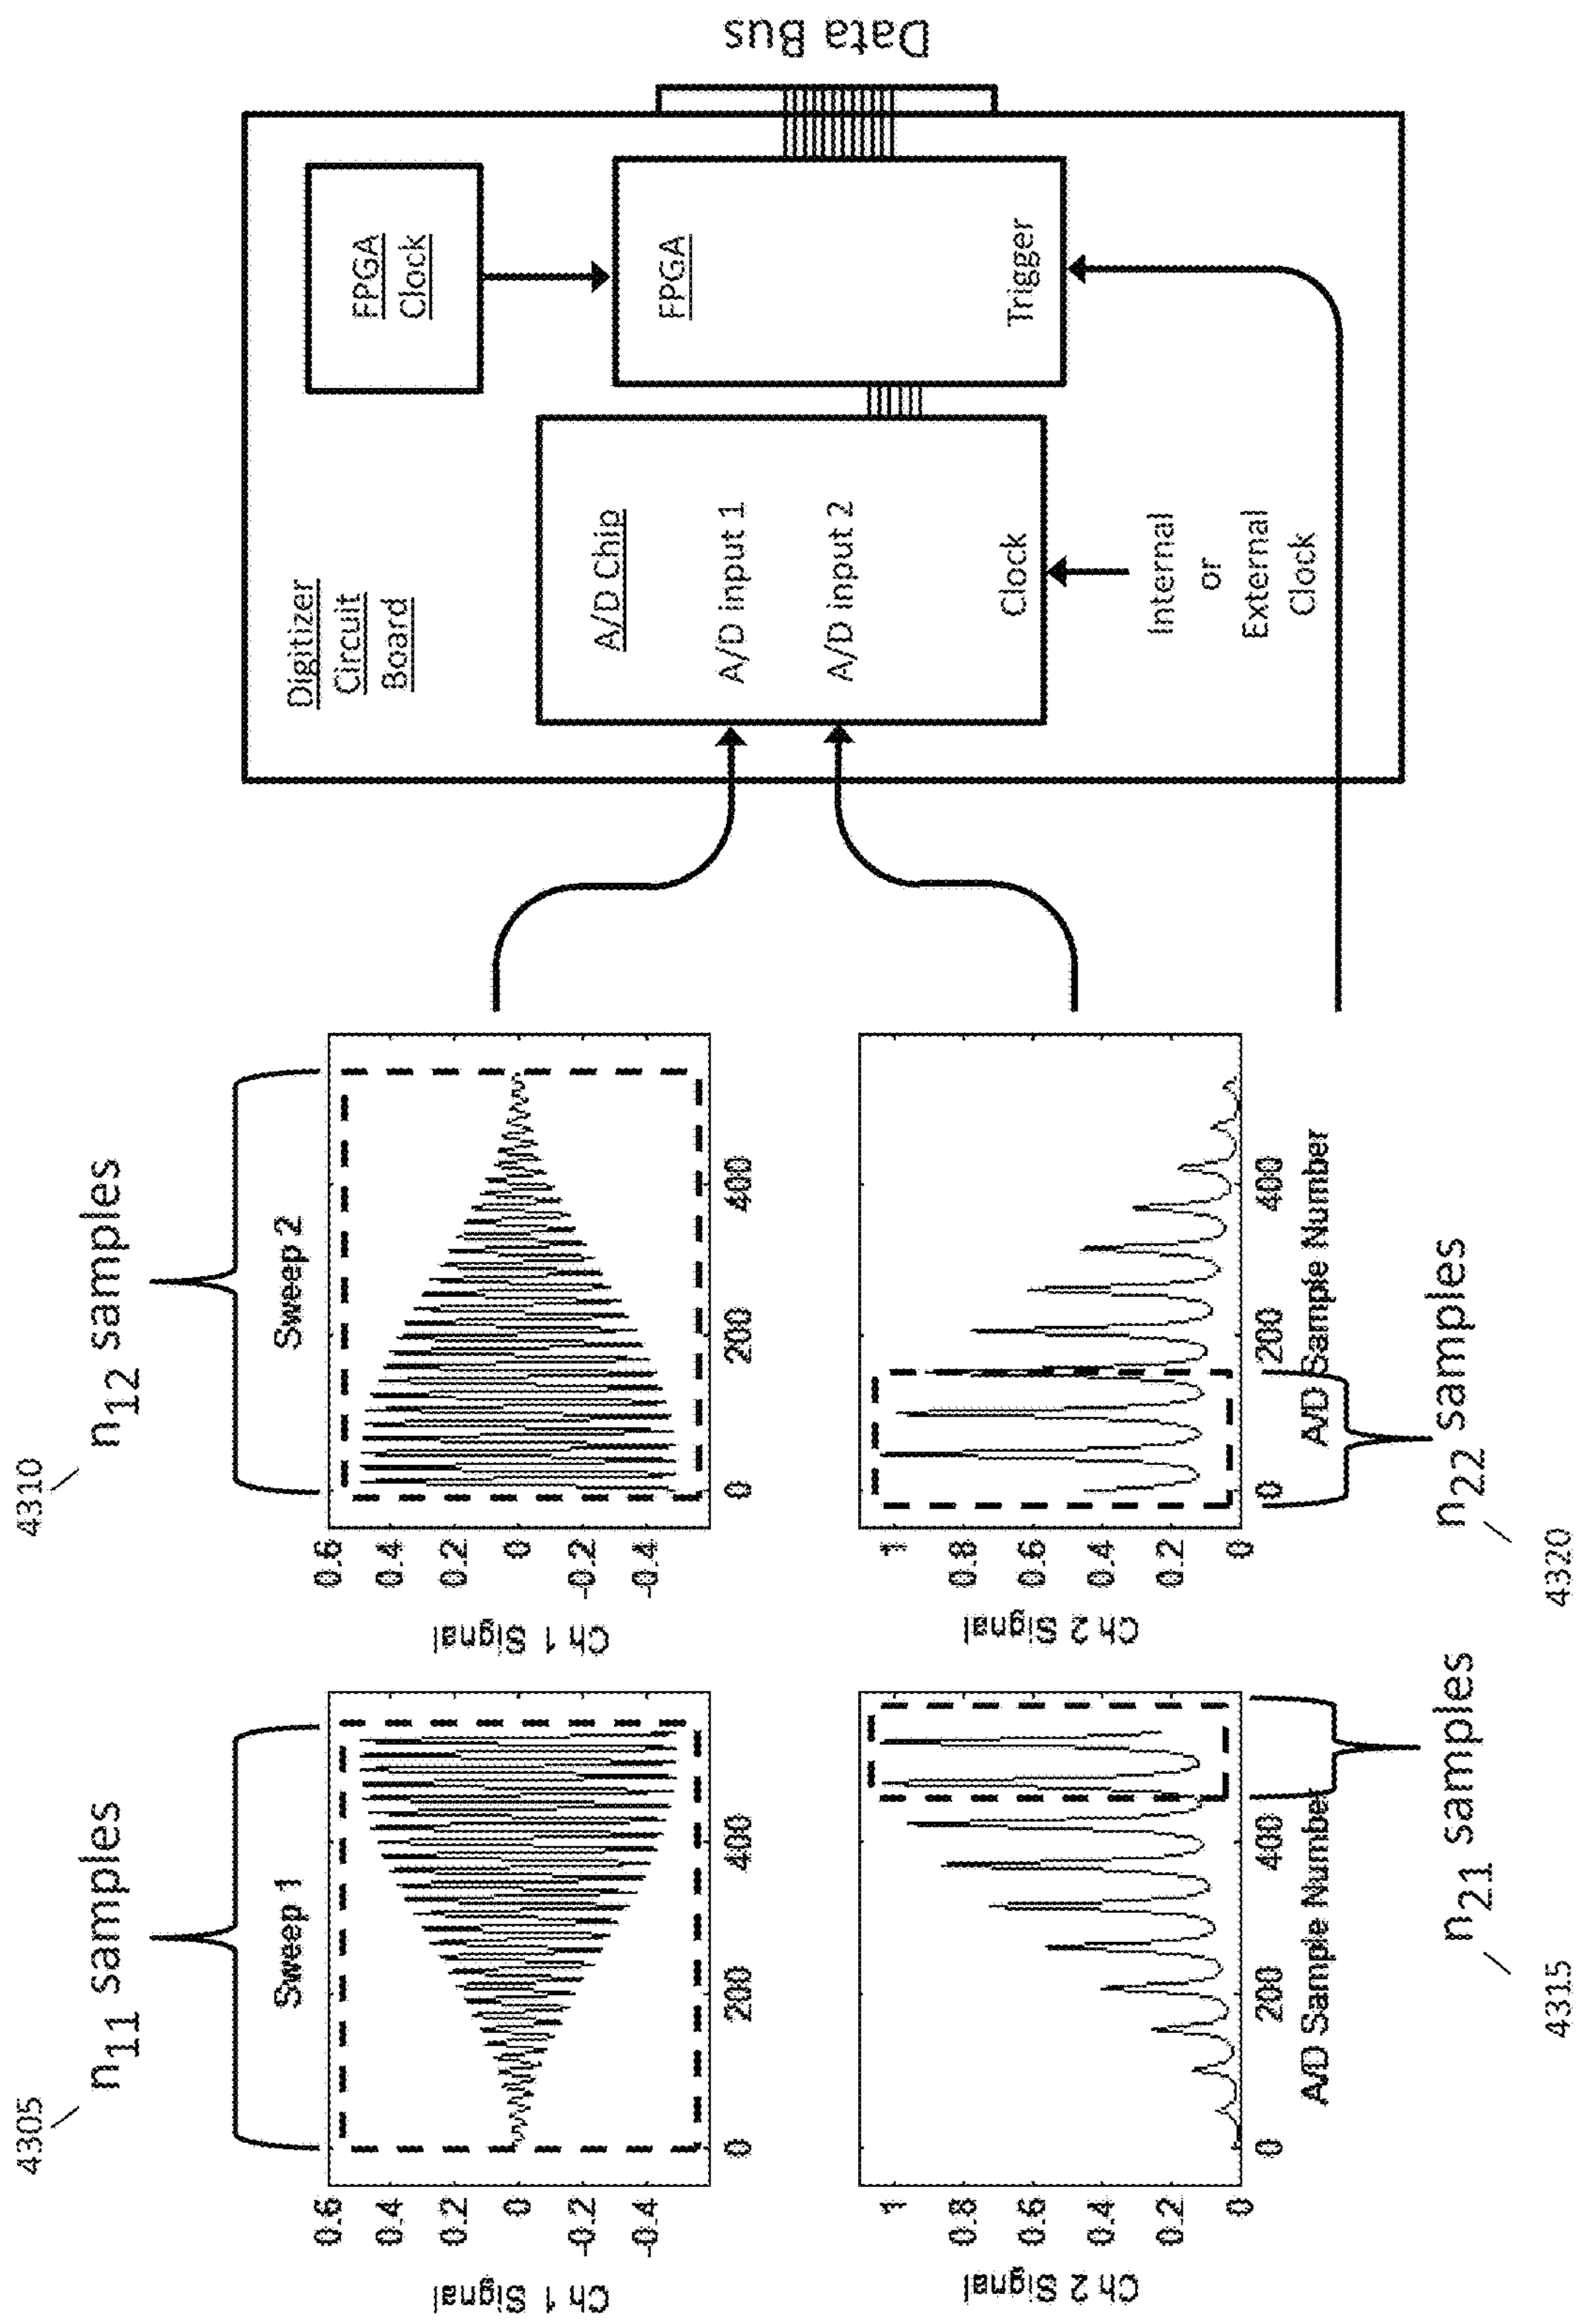 4305
n11 samples
4310
n12 samples
Sweep 1
Ch 1 Signal
0.6
0.4
0.2
0
-0.2
-0.4
0
200
400
Sweep 2
Ch 1 Signal
0.6
0.4
0.2
0
-0.2
-0.4
0
200
400
Ch 2 Signal
1
0.8
0.6
0.4
0.2
0
0
200
400
A/D Sample Number
n21 samples
4315
Ch 2 Signal
1
0.8
0.6
0.4
0.2
0
0
200
400
A/D Sample Number
n22 samples
4320
Digitizer
Circuit
Board
A/D Chip
A/D input 1
A/D input 2
Clock
Internal
or
External
Clock
FPGA
Clock
FPGA
Trigger
Data Bus